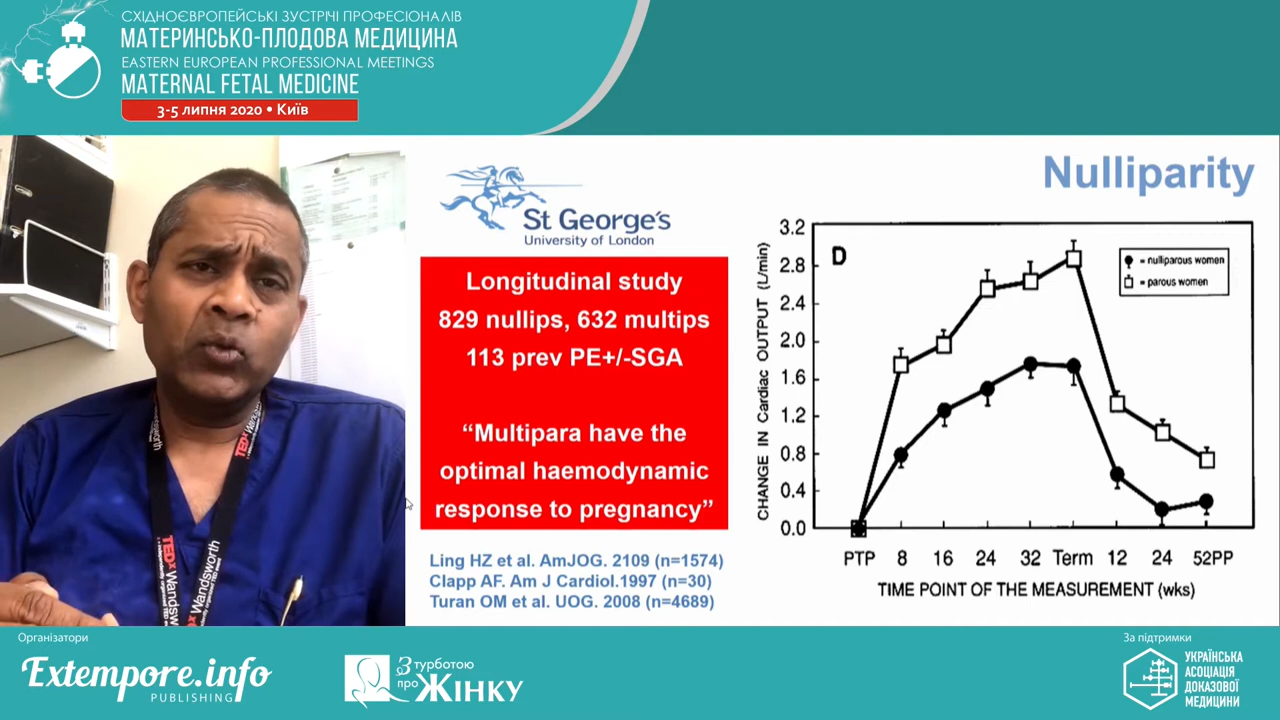 СХІДНОЄВРОПЕЙСЬКІ ЗУСТРІЧІ ПРОФЕСІОНАЛІВ
МАТЕРИНСЬКО-ПЛОДОВА МЕДИЦИНА
EASTERN EUROPEAN PROFESSIONAL MEETINGS
MATERNAL FETAL MEDICINE
3-5 липня 2020 • Київ
St George's
University of London
Longitudinal study
829 nullips, 632 multips
113 prev PE+/-SGA
“Multipara have the
optimal haemodynamic
response to pregnancy”
Ling HZ et al. AmJOG. 2109 (n=1574)
Clapp AF. Am J Cardiol.1997 (n=30)
Turan OM et al. UOG. 2008 (n=4689)
Nulliparity
D
= nulliparous women
= parous women
CHANGE IN Cardiac OUTPUT (L/min)
3.2
2.8
2.4
2.0
1.6
1.2
0.8
0.4
0.0
PTP 8 16 24 32 Term 12 24 52PP
TIME POINT OF THE MEASUREMENT (wks)
TEDx Wandsworth
Організатори
Extempore.info
PUBLISHING
З турботою
про ЖІНКУ
За підтримки
УКРАЇНСЬКА
АСОЦІАЦІЯ
ДОКАЗОВОЇ
МЕДИЦИНИ